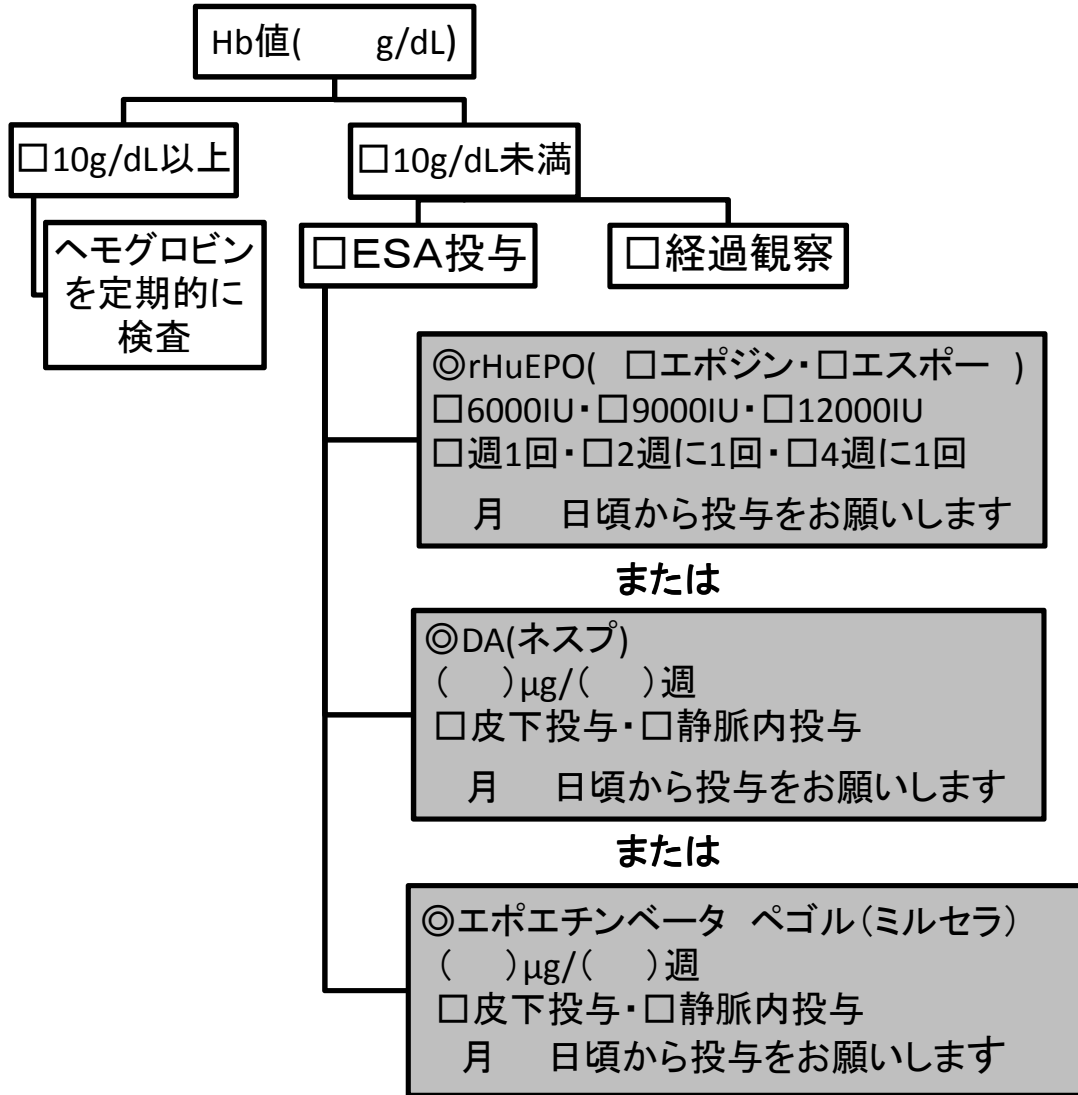 Hb値(　　g/dL)
□10g/dL以上
□10g/dL未満
ヘモグロビン
を定期的に
検査
□ESA投与
□経過観察
◎rHuEPO(　□エポジン・□エスポー　)
□6000IU・□9000IU・□12000IU
□週1回・□2週に1回・□4週に1回
月　日頃から投与をお願いします
または
◎DA(ネスプ)
(　)μg/(　)週
□皮下投与・□静脈内投与
月　日頃から投与をお願いします
または
◎エポエチンベータ　ペゴル(ミルセラ)
(　)μg/(　)週
□皮下投与・□静脈内投与
月　日頃から投与をお願いします